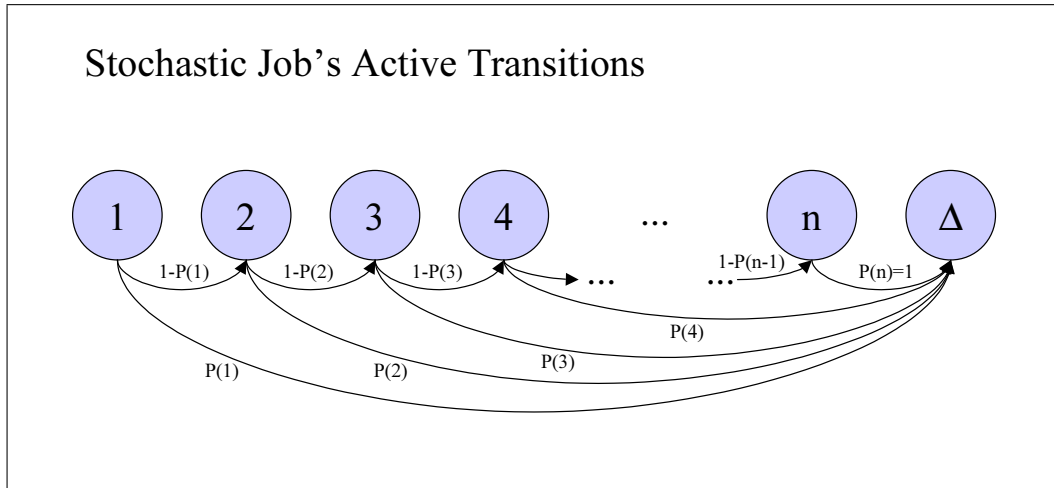 Stochastic Job’s Active Transitions
1 2 3 4 ... n Δ
1-P(1) 1-P(2) 1-P(3) ... ... 1-P(n-1) P(n)=1
P(4)
P(3)
P(2)
P(1)